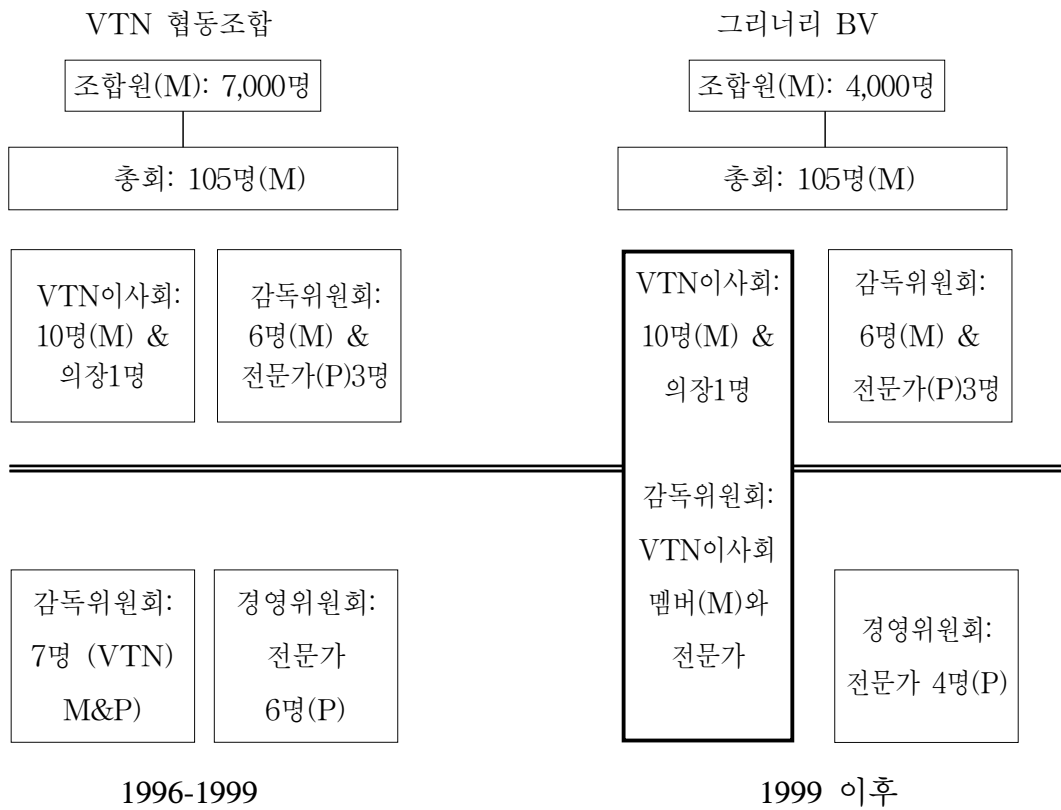 VTN 협동조합
조합원(M): 7,000명
총회: 105명(M)
VTN이사회:
10명(M) &
의장1명
감독위원회:
6명(M) &
전문가(P)3명
감독위원회:
7명 (VTN)
M&P)
경영위원회:
전문가
6명(P)
1996-1999
그리너리 BV
조합원(M): 4,000명
총회: 105명(M)
VTN이사회:
10명(M) &
의장1명
감독위원회:
6명(M) &
전문가(P)3명
감독위원회:
VTN이사회
멤버(M)와
전문가
경영위원회:
전문가 4명(P)
1999 이후